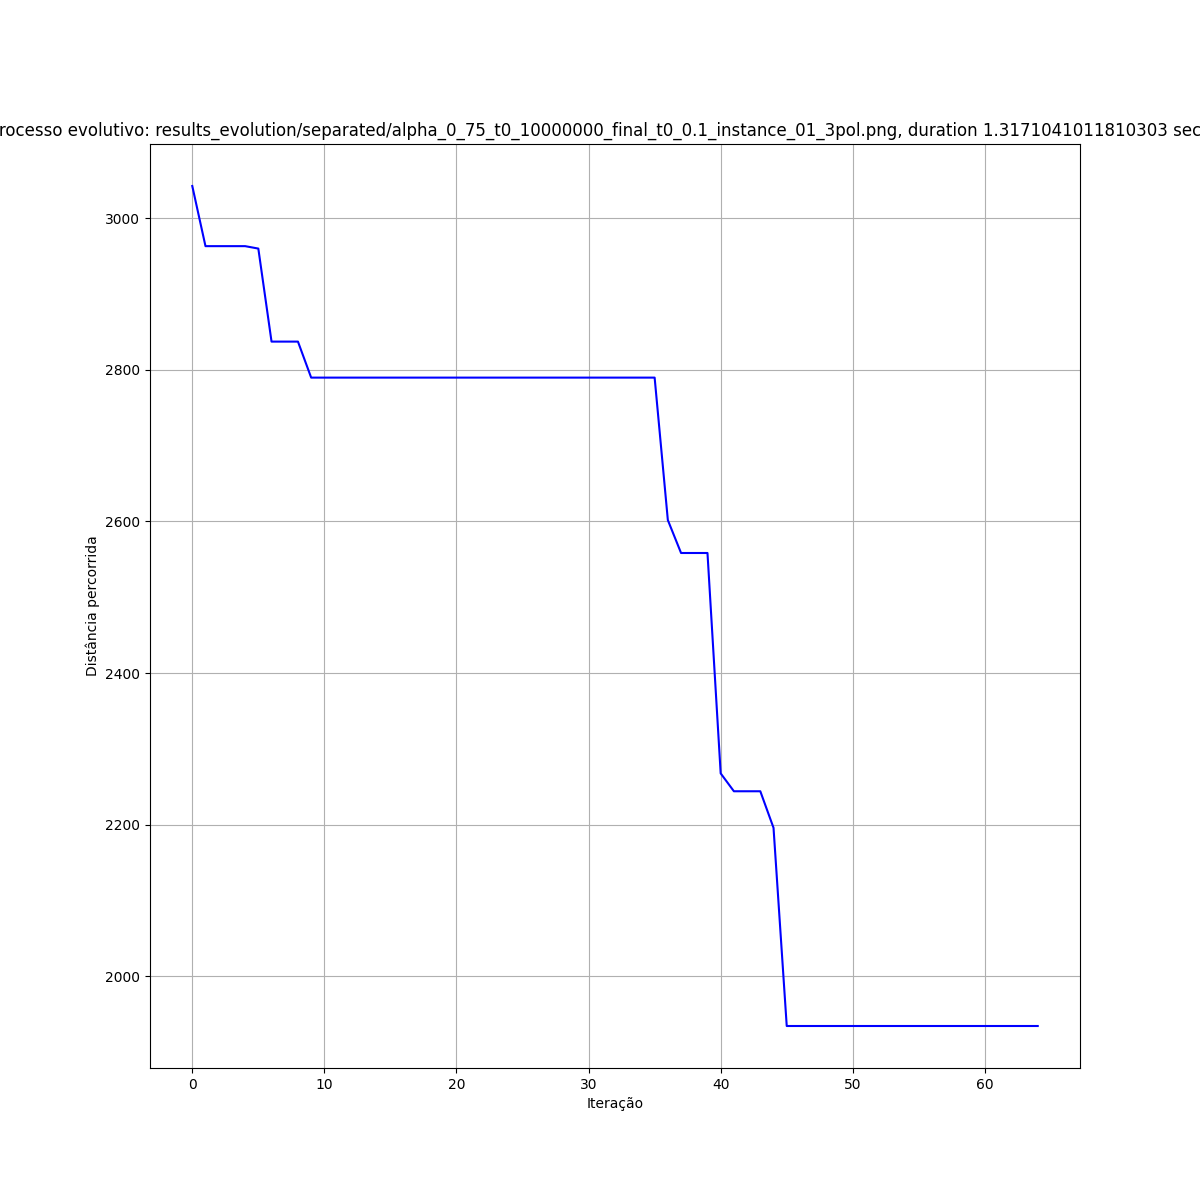 rocesso evolutivo: results_evolution/separated/alpha_0_75_t0_10000000_final_t0_0.1_instance_01_3pol.png, duration 1.3171041011810303 sec
3000
2800
2600
2400
2200
2000
Distância percorrida
0 10 20 30 40 50 60
Iteração